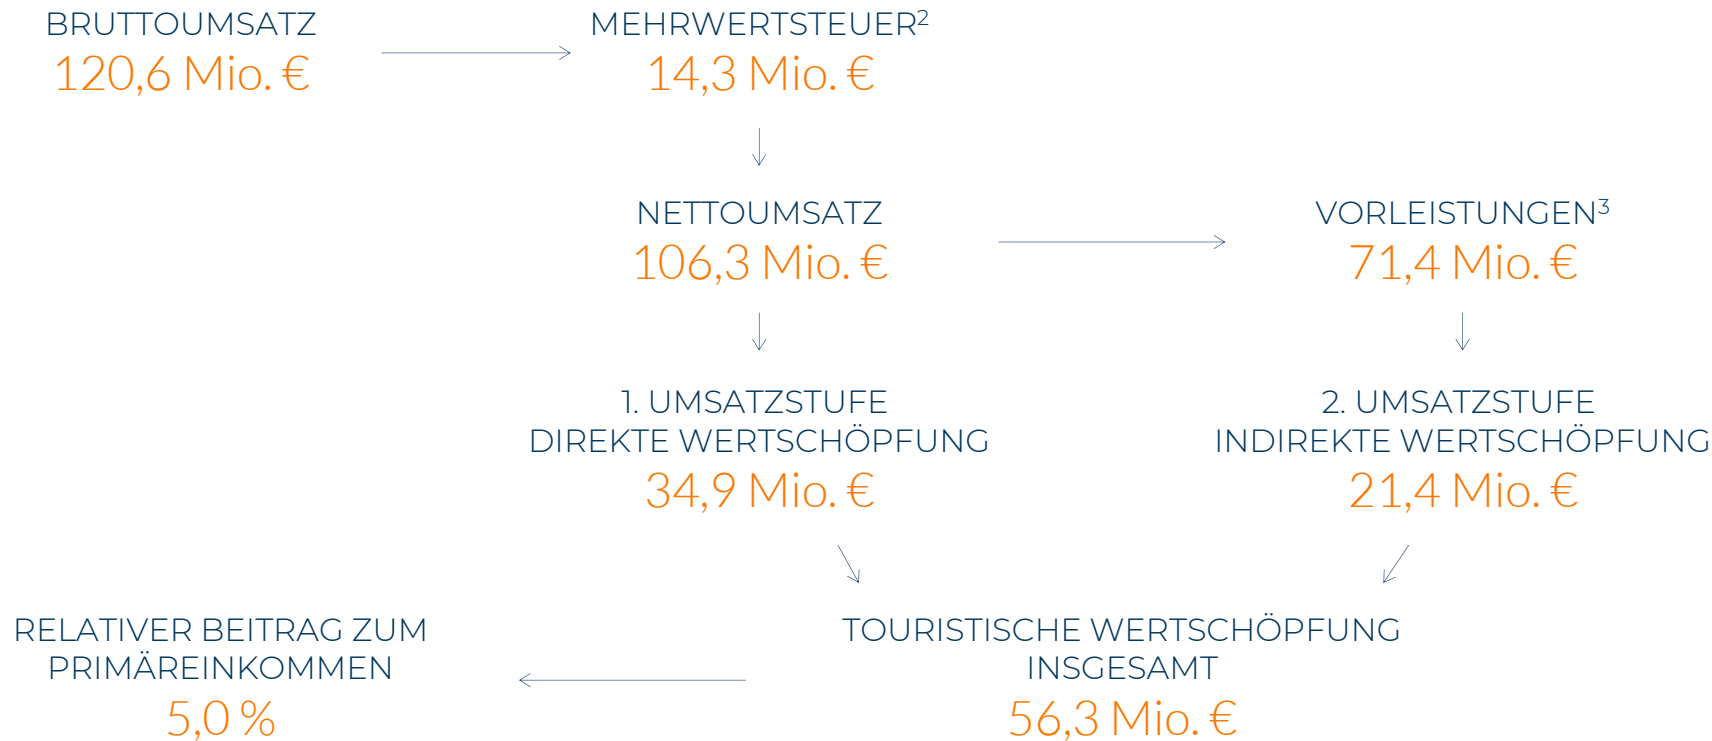 BRUTTOUMSATZ
120,6 Mio. €
MEHRWERTSTEUER²
14,3 Mio. €
NETTOUMSATZ
106,3 Mio. €
VORLEISTUNGEN³
71,4 Mio. €
1. UMSATZSTUFE
DIREKTE WERTSCHÖPFUNG
34,9 Mio. €
2. UMSATZSTUFE
INDIREKTE WERTSCHÖPFUNG
21,4 Mio. €
RELATIVER BEITRAG ZUM
PRIMÄREINKOMMEN
5,0 %
TOURISTISCHE WERTSCHÖPFUNG
INSGESAMT
56,3 Mio. €